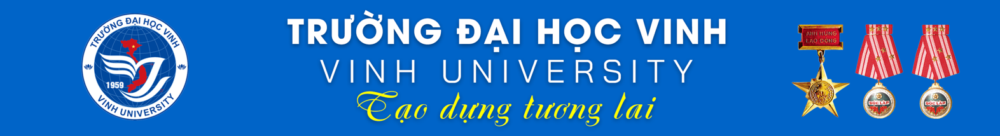 TRƯỜNG ĐẠI HỌC VINH
1959
VINH UNIVERSITY
TRƯỜNG ĐẠI HỌC VINH
VINH UNIVERSITY
Tạo dựng tương lai
ANH HÙNG
LAO ĐỘNG
ĐỘC LẬP
ĐỘC LẬP